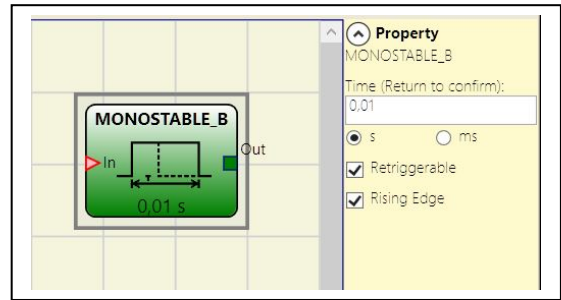 MONOSTABLE_B
In
Out
T
0,01 s
Property
MONOSTABLE_B
Time (Return to confirm):
0,01
s
ms
Retriggerable
Rising Edge